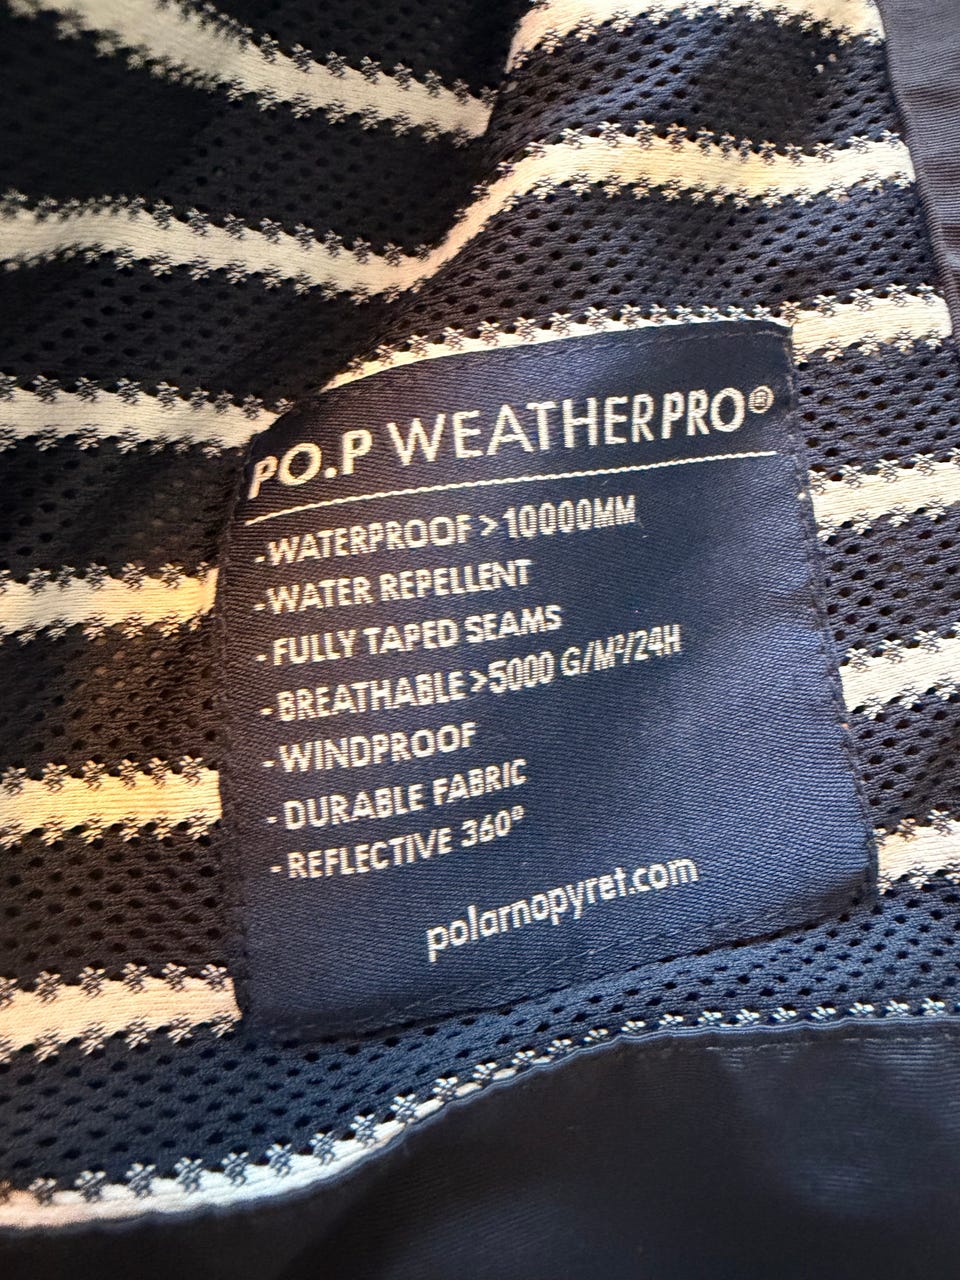 PO.P WEATHERPRO®
-WATERPROOF >10000MM
-WATER REPELLENT
- FULLY TAPED SEAMS
- BREATHABLE >5000 G/M²/24H
- WINDPROOF
- DURABLE FABRIC
- REFLECTIVE 360°
polarnopyret.com